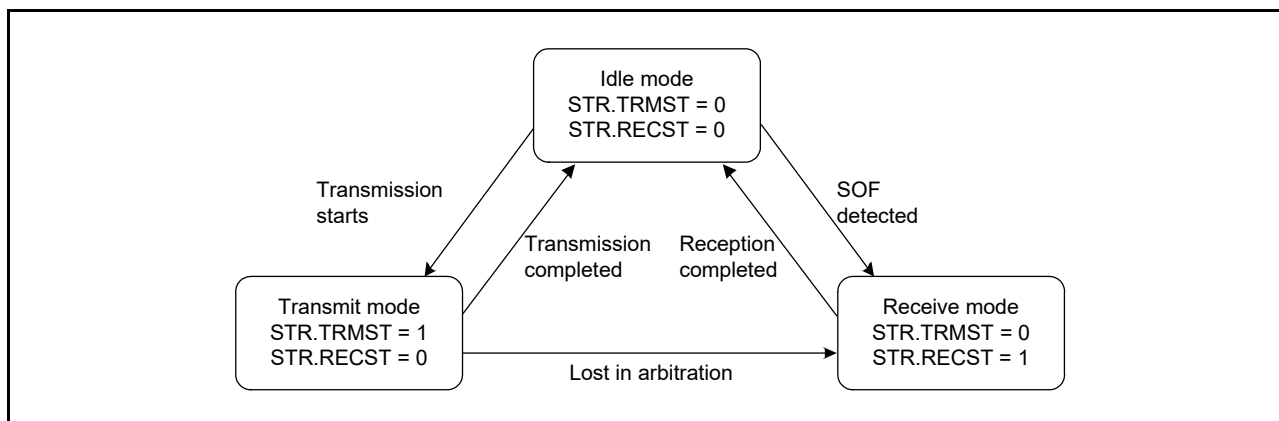 Idle mode
STR.TRMST = 0
STR.RECST = 0
Transmission
starts
SOF
detected
Transmission
completed
Reception
completed
Transmit mode
STR.TRMST = 1
STR.RECST = 0
Receive mode
STR.TRMST = 0
STR.RECST = 1
Lost in arbitration